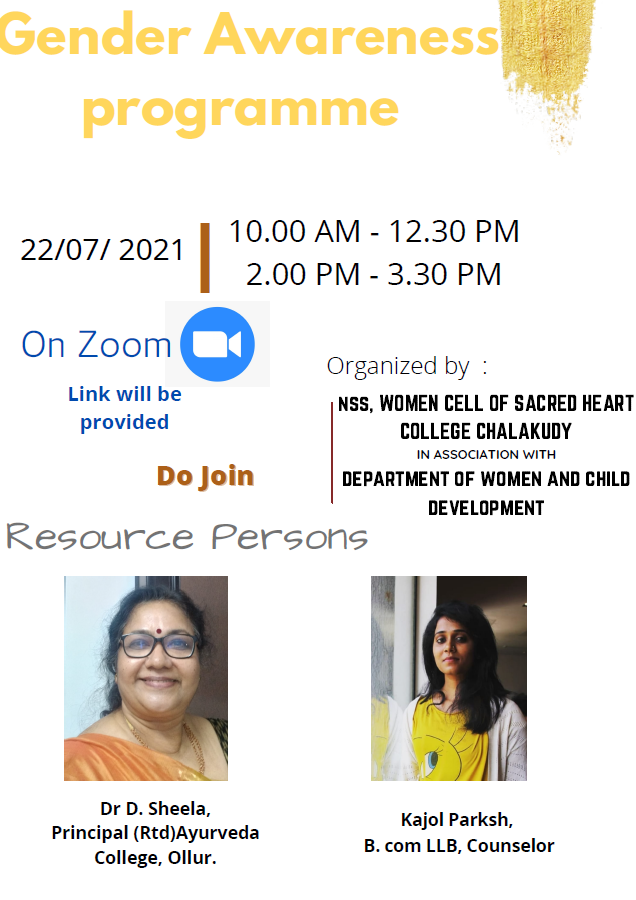 Gender Awareness
programme
22/07/ 2021
10.00 AM - 12.30 PM
2.00 PM - 3.30 PM
On Zoom
Link will be
provided
Do Join
Organized by :
NSS, WOMEN CELL OF SACRED HEART
COLLEGE CHALAKUDY
IN ASSOCIATION WITH
DEPARTMENT OF WOMEN AND CHILD
DEVELOPMENT
Resource Persons
Dr D. Sheela,
Principal (Rtd)Ayurveda
College, Ollur.
Kajol Parksh,
B. com LLB, Counselor